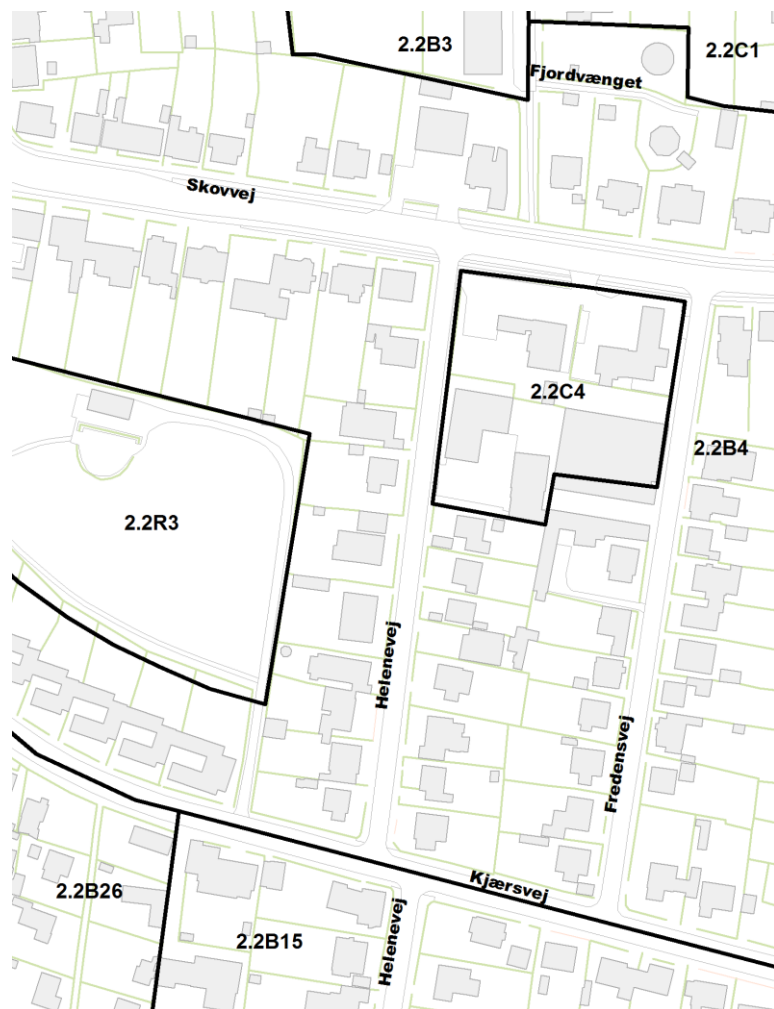 2.2B3
2.2C1
Fjordvænget
Skovvej
2.2C4
2.2B4
2.2R3
Helenevej
Fredensvej
Kjærsvej
2.2B26
2.2B15
Helenevej